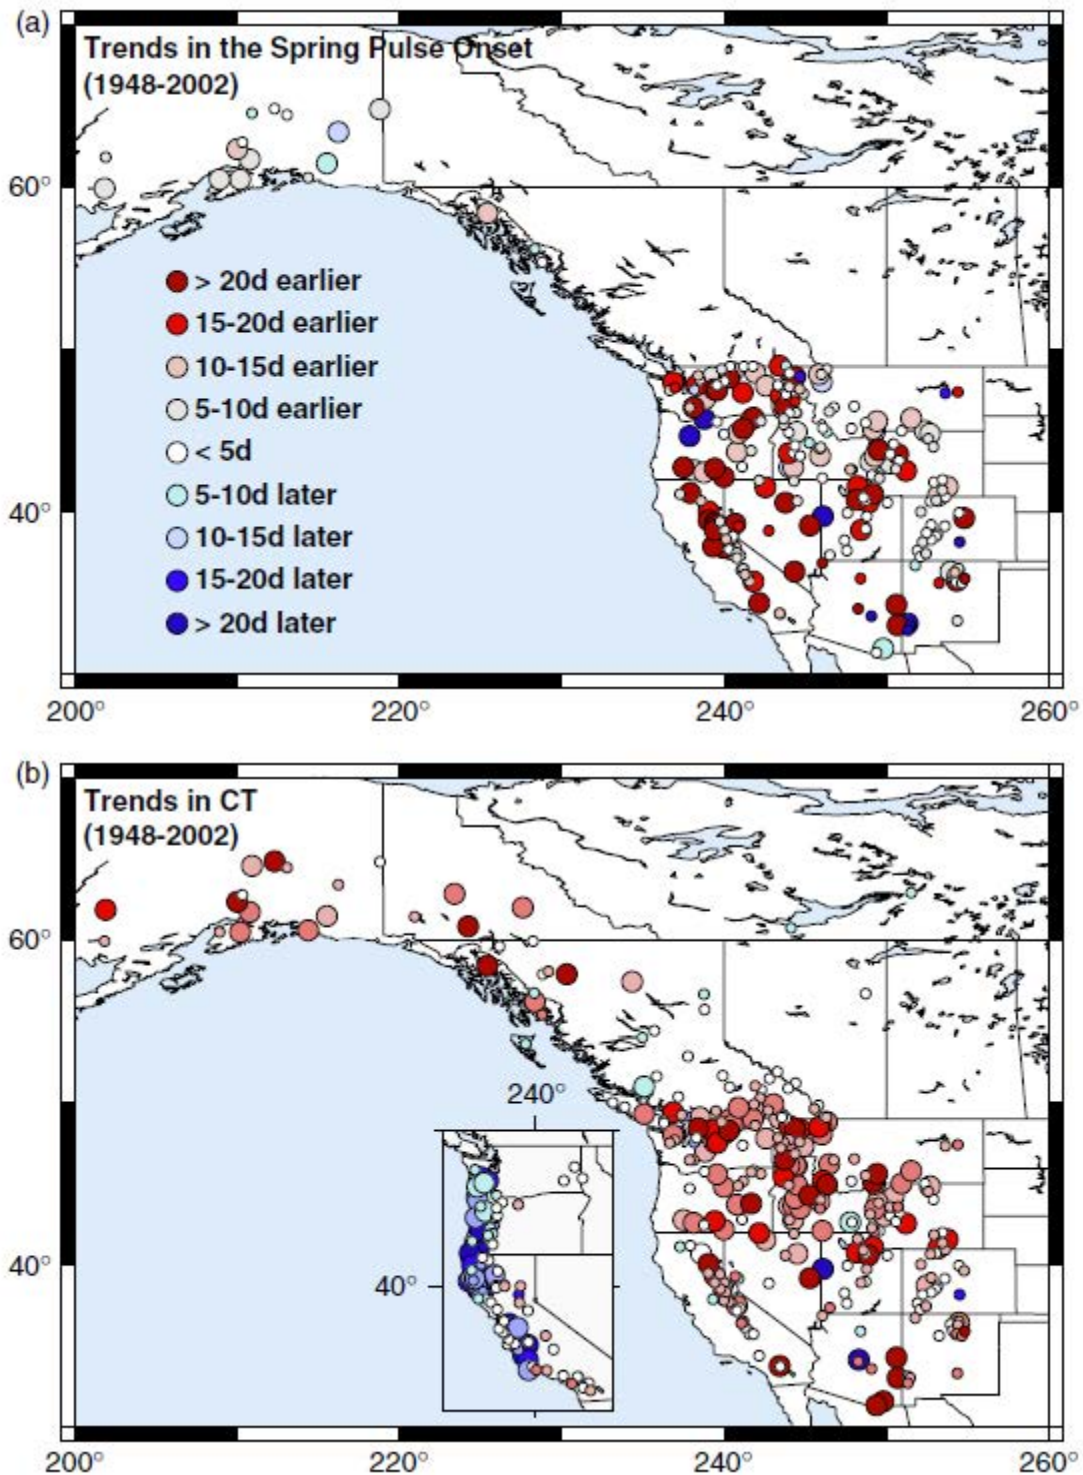 (a)
Trends in the Spring Pulse Onset
(1948-2002)
60°
> 20d earlier
15-20d earlier
10-15d earlier
5-10d earlier
< 5d
5-10d later
10-15d later
15-20d later
> 20d later
40°
200°
220°
240°
260°
(b)
Trends in CT
(1948-2002)
60°
240°
40°
40°
200°
220°
240°
260°